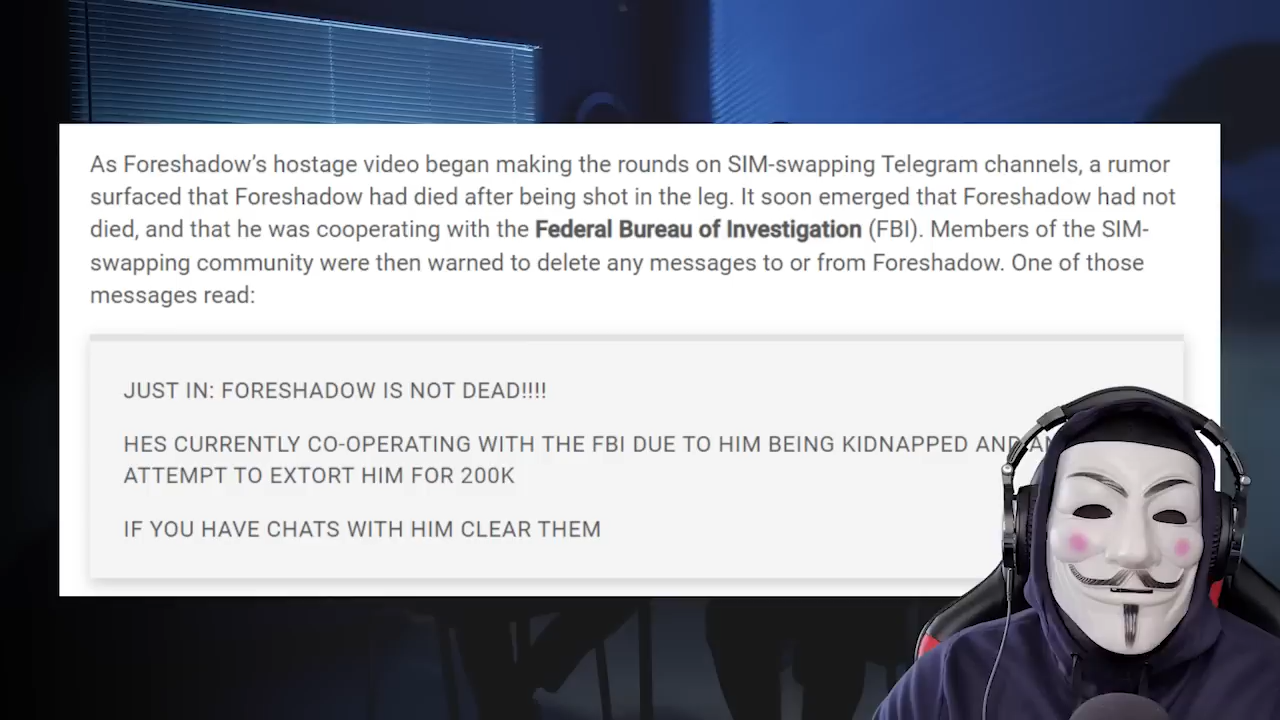 As Foreshadow's hostage video began making the rounds on SIM-swapping Telegram channels, a rumor
surfaced that Foreshadow had died after being shot in the leg. It soon emerged that Foreshadow had not
died, and that he was cooperating with the Federal Bureau of Investigation (FBI). Members of the SIM-
swapping community were then warned to delete any messages to or from Foreshadow. One of those
messages read:
JUST IN: FORESHADOW IS NOT DEAD!!!!
HES CURRENTLY CO-OPERATING WITH THE FBI DUE TO HIM BEING KIDNAPPED AND AN
ATTEMPT TO EXTORT HIM FOR 200K
IF YOU HAVE CHATS WITH HIM CLEAR THEM